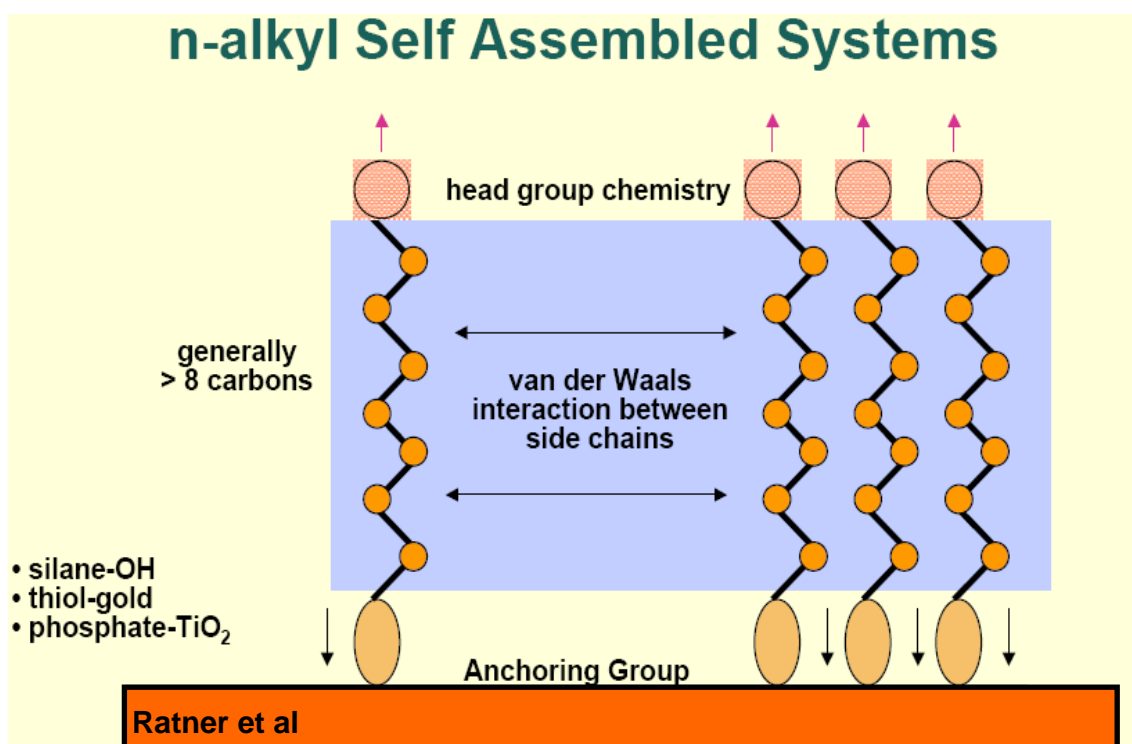 n-alkyl Self Assembled Systems
head group chemistry
generally
> 8 carbons
van der Waals
interaction between
side chains
• silane-OH
• thiol-gold
• phosphate-TiO₂
Anchoring Group
Ratner et al